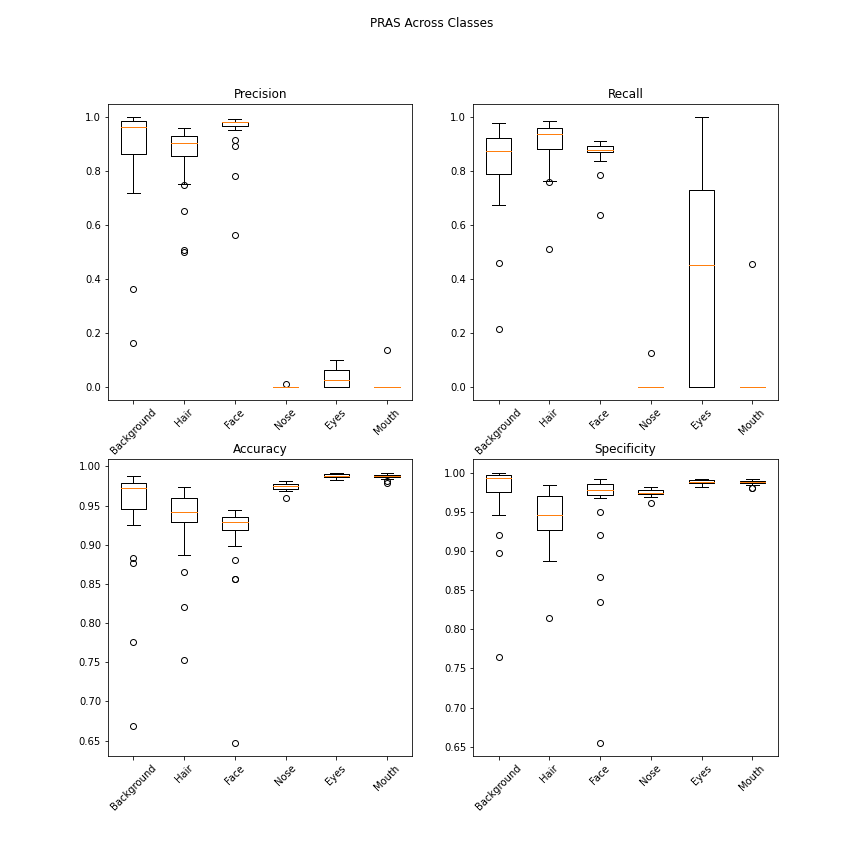 PRAS Across Classes
Precision
1.0
0.8
0.6
0.4
0.2
0.0
Background
Hair
Face
Nose
Eyes
Mouth
Recall
1.0
0.8
0.6
0.4
0.2
0.0
Background
Hair
Face
Nose
Eyes
Mouth
Accuracy
1.00
0.95
0.90
0.85
0.80
0.75
0.70
0.65
Background
Hair
Face
Nose
Eyes
Mouth
Specificity
1.00
0.95
0.90
0.85
0.80
0.75
0.70
0.65
Background
Hair
Face
Nose
Eyes
Mouth